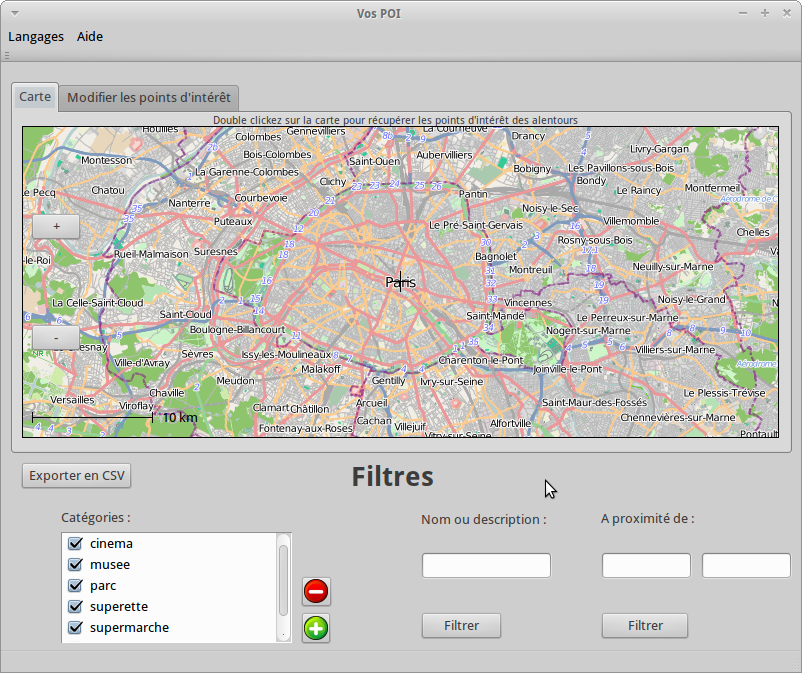 Vos POI
Langages Aide
Carte Modifier les points d'intérêt
Double clickez sur la carte pour récupérer les points d'intérêt des alentours
Houilles
Gennevilliers
La Courneuve
Colombes
Drancy
Montesson
Bois-Colombes
Saint-Ouen
Aubervilliers
Livry-Gargan
La Garenne-Colombes
Bobigny
Les Pavillons-sous-Bois
Chatou
Clichy
Bondy
Le Raincy
Montfermeil
Nanterre
Courbevoie
Pantin
Noisy-le-Sec
Puteaux
Le Pré-Saint-Gervais
Villemomble
Chelles
+
Rueil-Malmaison
Suresnes
Bagnolet
Rosny-sous-Bois
-le-Roi
Montreuil
Neuilly-sur-Marne
Paris
La Celle-Saint-Cloud
Vincennes
Noisy-le-Grand
Saint-Cloud
Saint-Mandé
Le Perreux-sur-Marne
Boulogne-Billancourt
Nogent-sur-Marne
-
esnay
Sèvres
Issy-les-Moulineaux
Villiers-sur-Marne
Ville-d'Avray
Malakoff
Charenton-le-Pont
Joinville-le-Pont
Meudon
Gentilly
Ivry-sur-Seine
Chaville
Le Plessis-Trévise
Versailles
Viroflay
Clamart
Châtillon
Arcueil
Saint-Maur-des-Fossés
10 km
Cachan
Chennevières-sur-Marne
Fontenay-aux-Roses
Villejuif
Alfortville
Vitry-sur-Seine
Pontault
Exporter en CSV
Filtres
Catégories :
Nom ou description :
A proximité de :
cinema
musee
parc
superette
supermarche
Filtrer
Filtrer